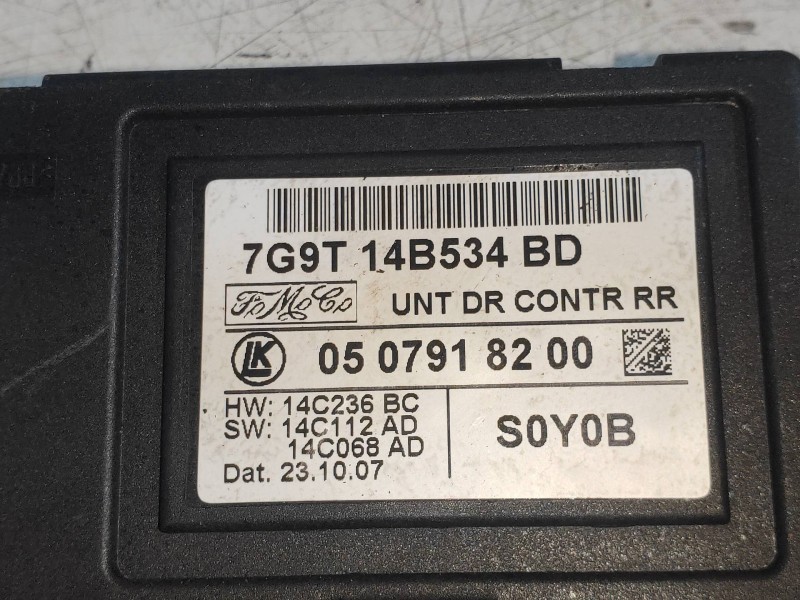 7G9T 14B534 BD
FoMoCo
UNT DR CONTR RR
LK
05 0791 82 00
HW: 14C236 BC
SW: 14C112 AD
14C068 AD
Dat. 23.10.07
S0Y0B